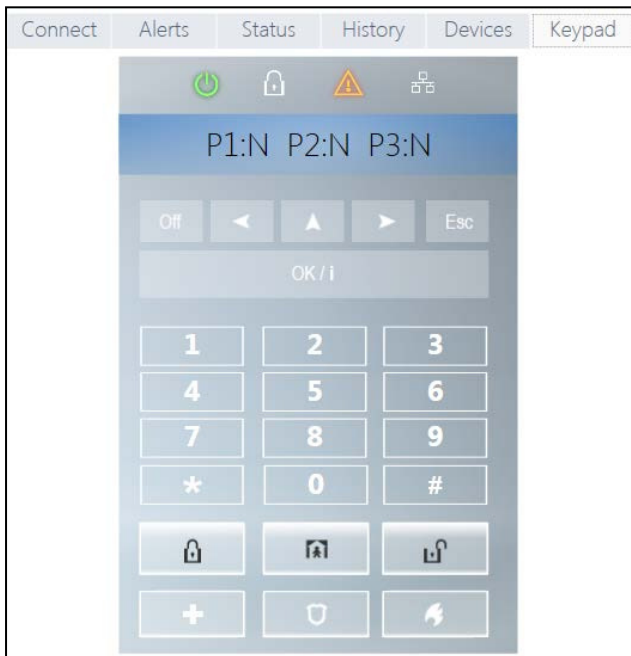 Connect Alerts Status History Devices Keypad
P1:N P2:N P3:N
Off Esc
OK / i
1 2 3
4 5 6
7 8 9
* 0 #